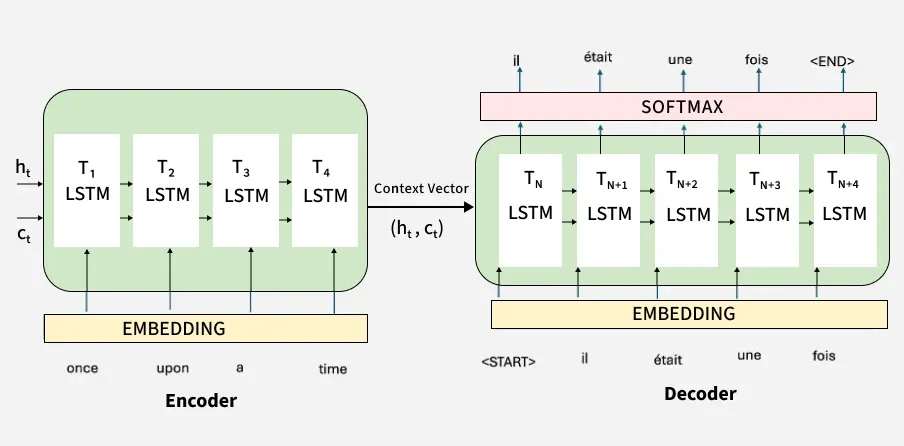 il était une fois <END>
SOFTMAX
h_t
c_t
T_1 LSTM
T_2 LSTM
T_3 LSTM
T_4 LSTM
Context Vector
(h_t , c_t)
T_N LSTM
T_N+1 LSTM
T_N+2 LSTM
T_N+3 LSTM
T_N+4 LSTM
EMBEDDING
once upon a time
Encoder
EMBEDDING
<START> il était une fois
Decoder